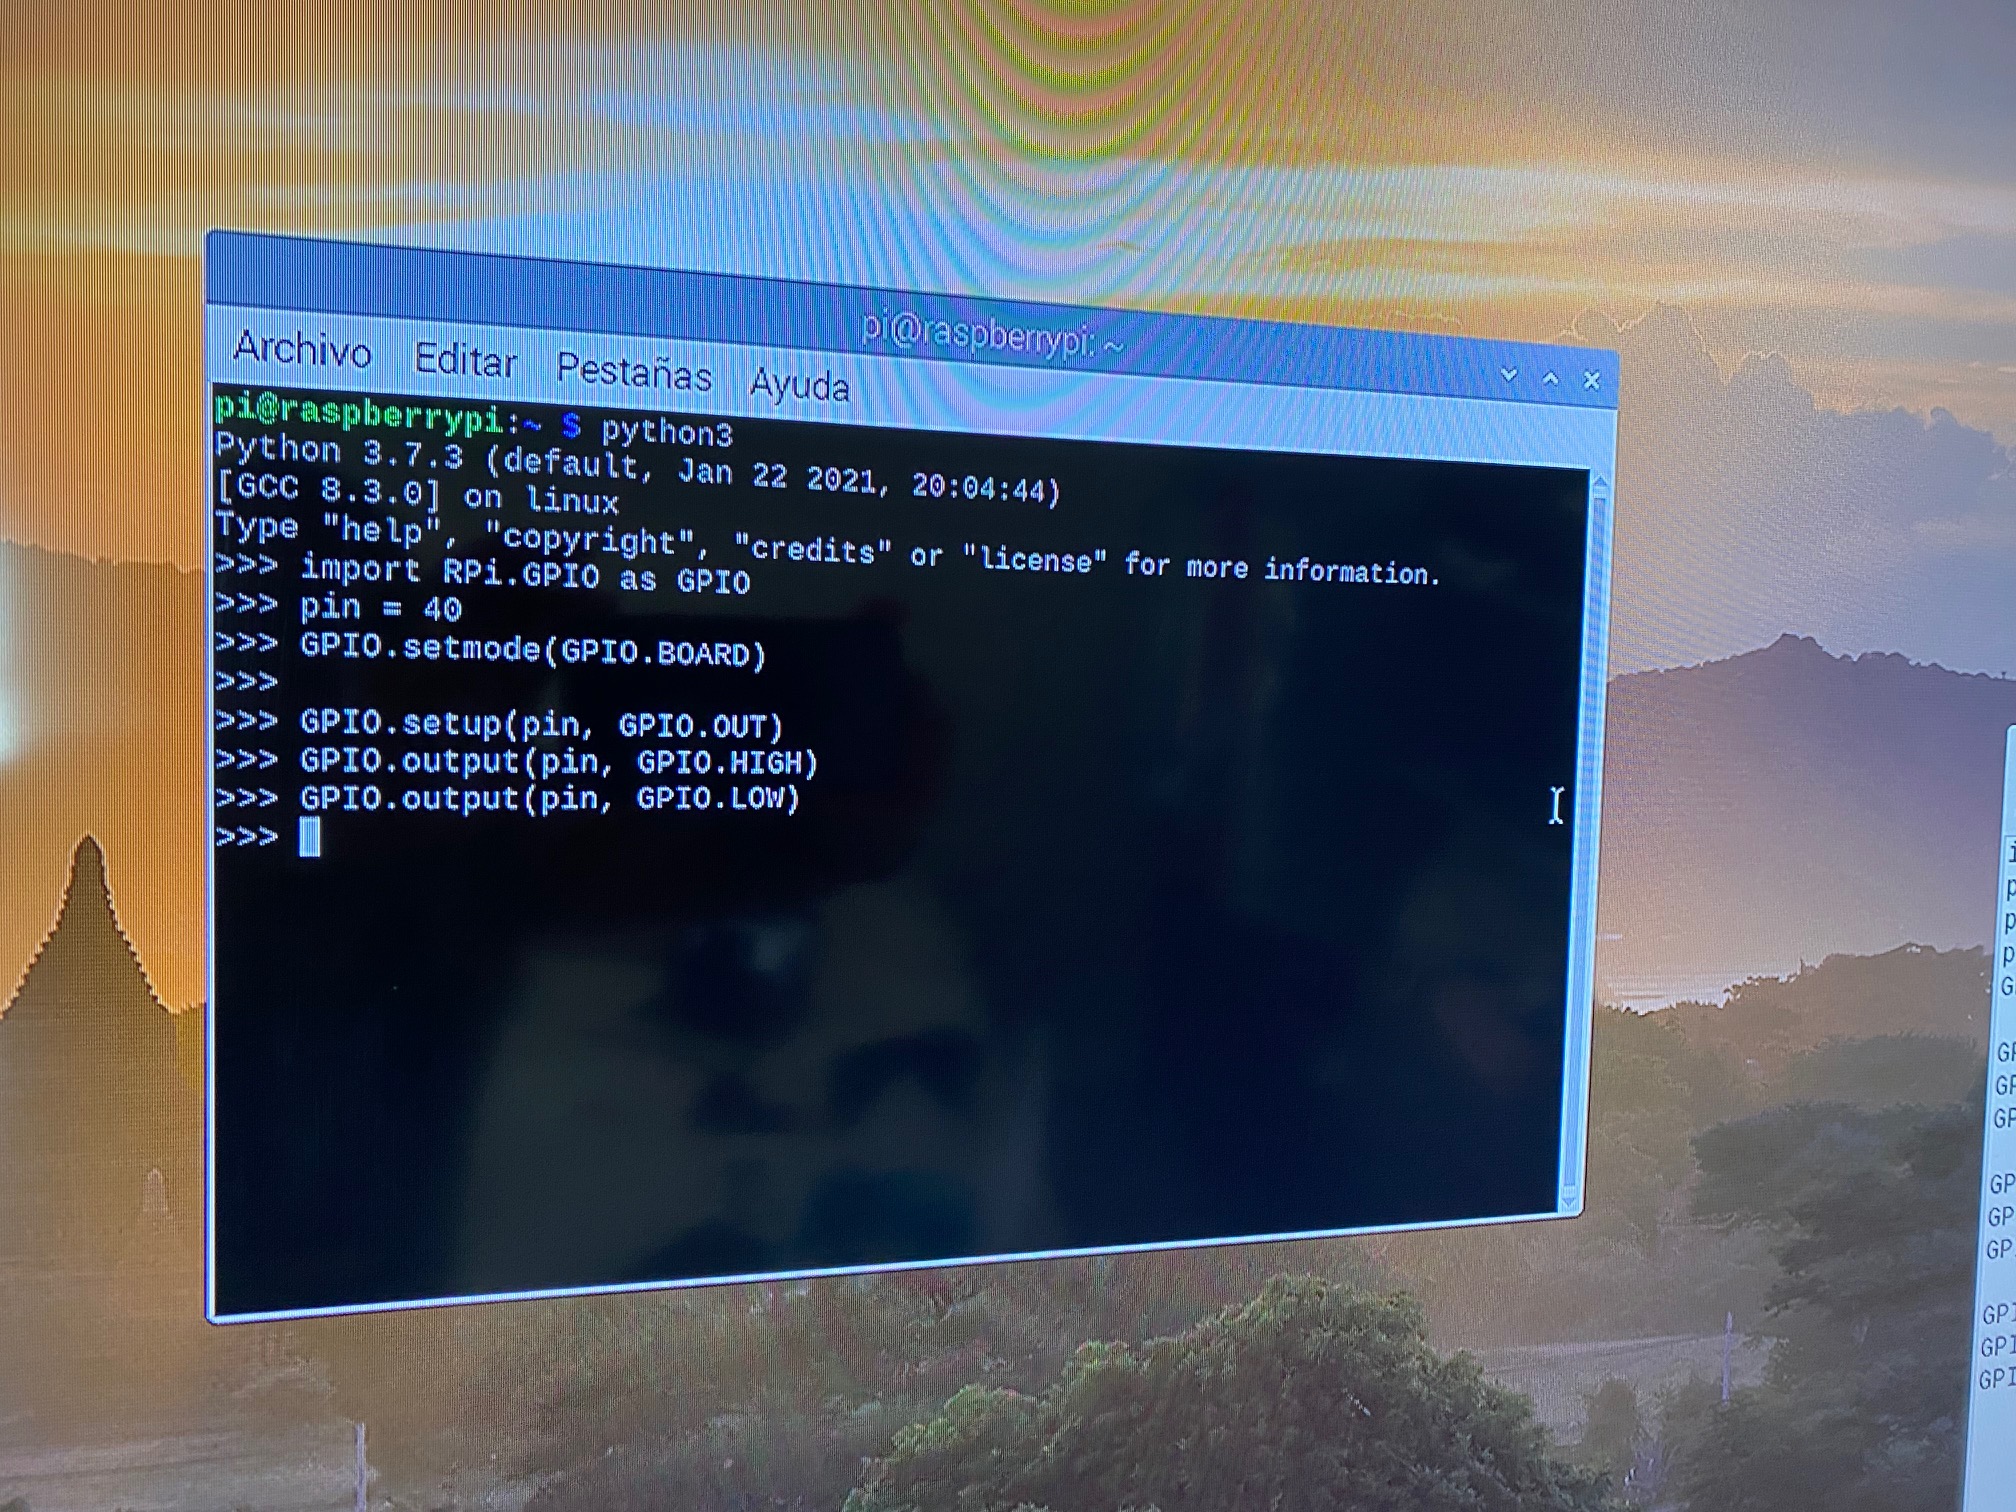 pi@raspberrypi: ~
Archivo Editar Pestañas Ayuda
pi@raspberrypi:~ $ python3
Python 3.7.3 (default, Jan 22 2021, 20:04:44)
[GCC 8.3.0] on linux
Type "help", "copyright", "credits" or "license" for more information.
>>> import RPi.GPIO as GPIO
>>> pin = 40
>>> GPIO.setmode(GPIO.BOARD)
>>>
>>> GPIO.setup(pin, GPIO.OUT)
>>> GPIO.output(pin, GPIO.HIGH)
>>> GPIO.output(pin, GPIO.LOW)
>>>